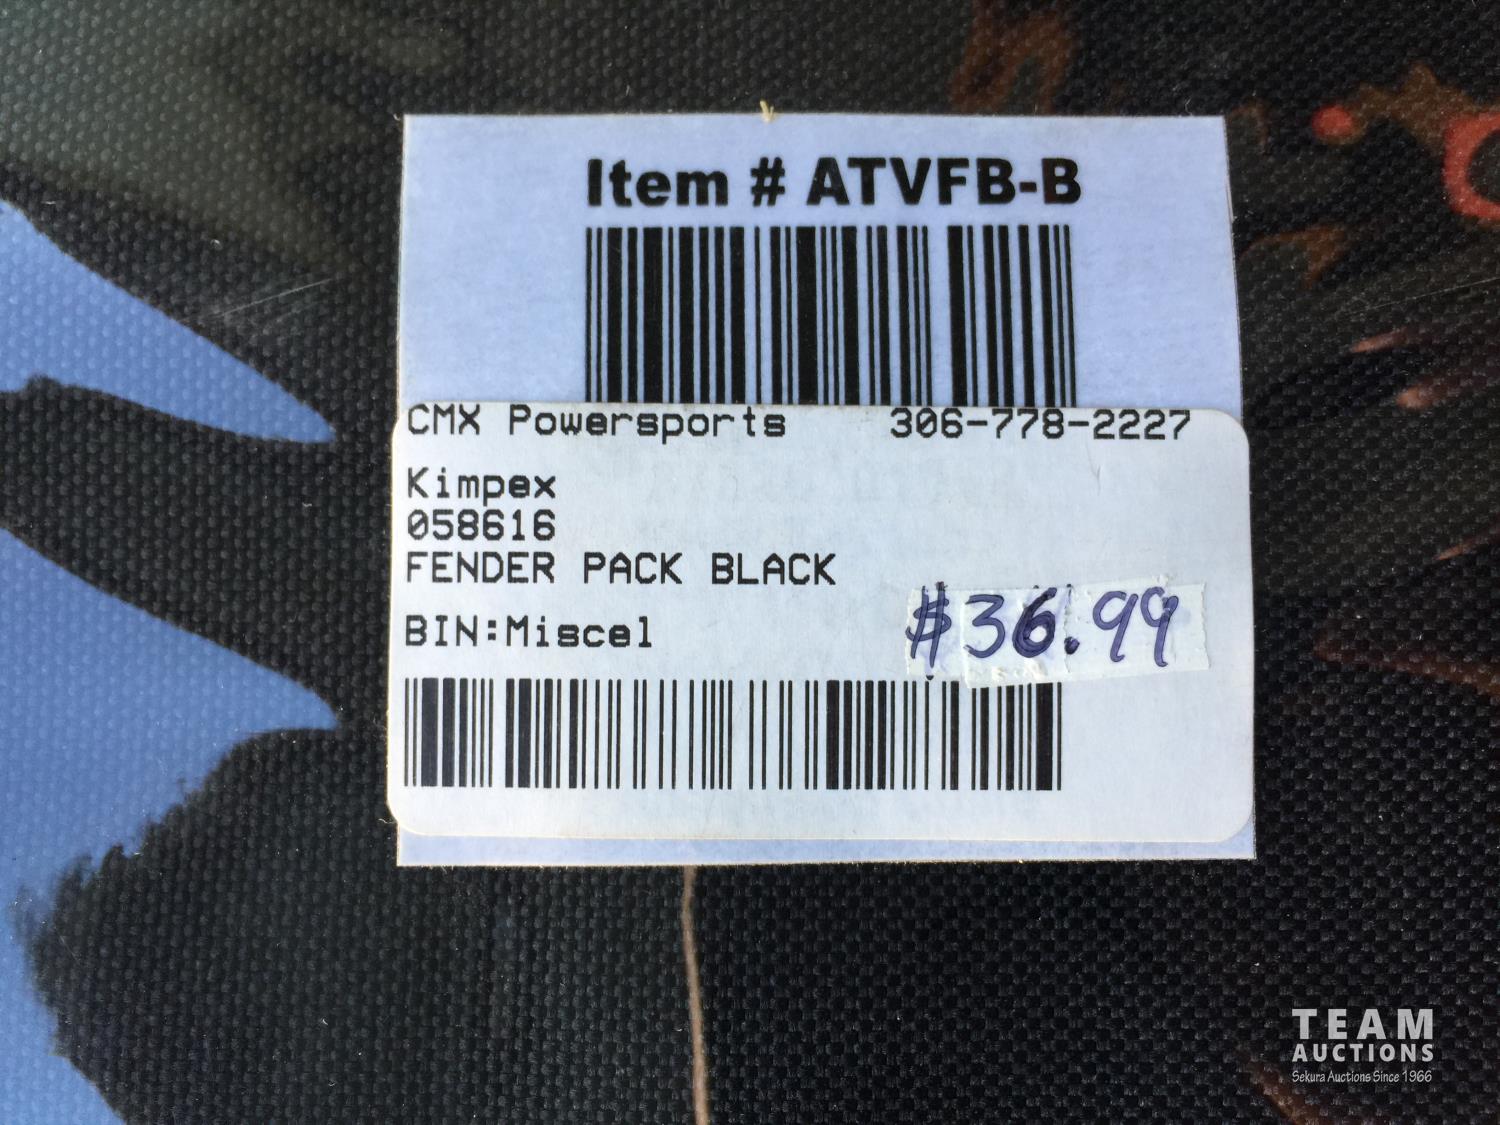 Item # ATVFB-B
CMX Powersports 306-778-2227
Kimpex
058616
FENDER PACK BLACK
$36.99
BIN:Miscel
TEAM
AUCTIONS
Sekura Auctions Since 1966